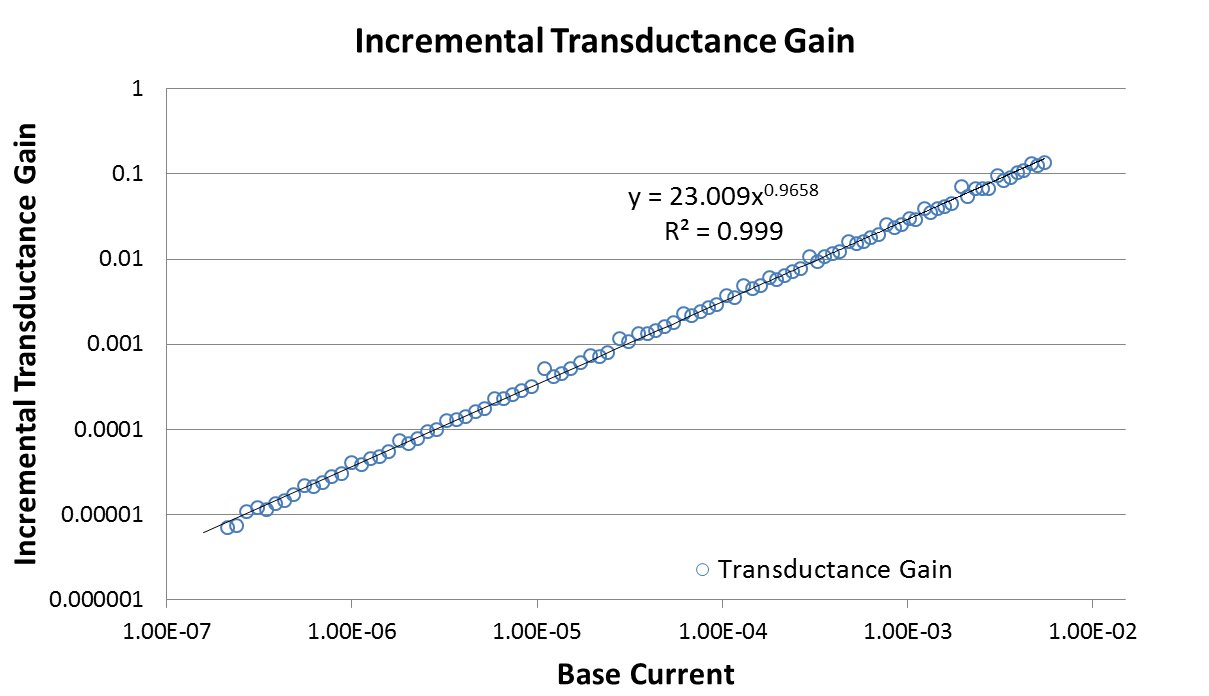 Incremental Transductance Gain
Incremental Transductance Gain
1
0.1
0.01
0.001
0.0001
0.00001
0.000001
y = 23.009x^0.9658
R² = 0.999
Transductance Gain
1.00E-07 1.00E-06 1.00E-05 1.00E-04 1.00E-03 1.00E-02
Base Current